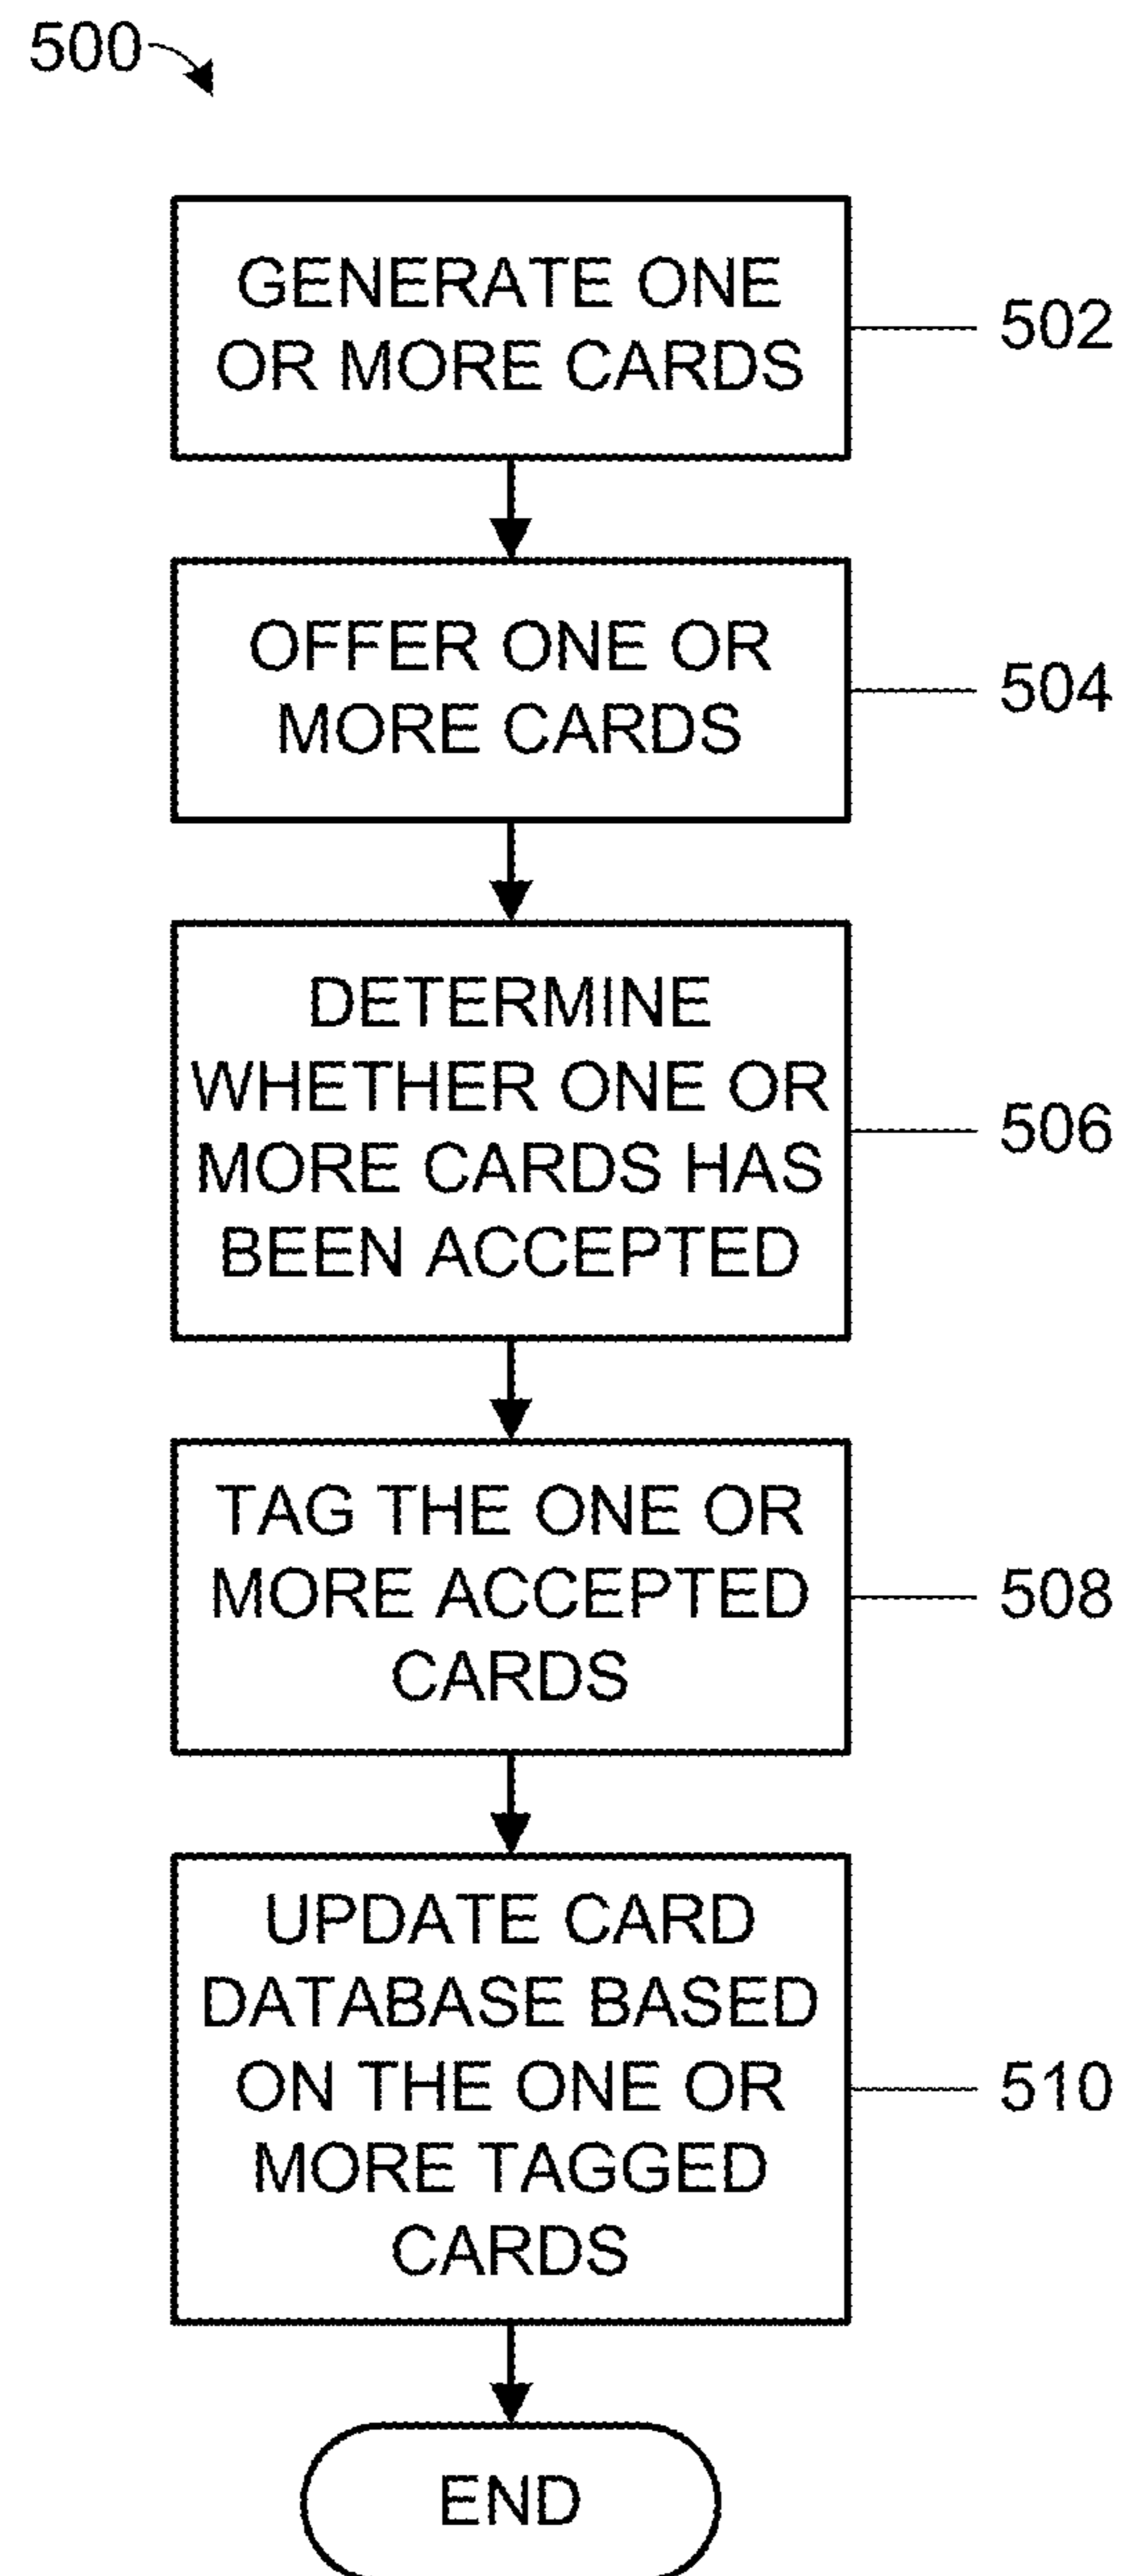 500
GENERATE ONE
OR MORE CARDS
502
OFFER ONE OR
MORE CARDS
504
DETERMINE
WHETHER ONE OR
MORE CARDS HAS
BEEN ACCEPTED
506
TAG THE ONE OR
MORE ACCEPTED
CARDS
508
UPDATE CARD
DATABASE BASED
ON THE ONE OR
MORE TAGGED
CARDS
510
END